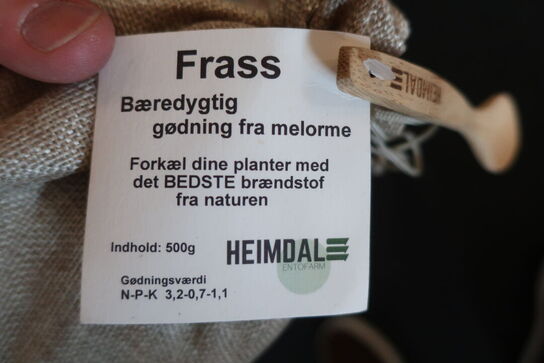 Frass
Bæredygtig
gødning fra melorme
Forkæl dine planter med
det BEDSTE brændstof
fra naturen
Indhold: 500g
HEIMDAL
ENTOFARM
Gødningsværdi
N-P-K 3,2-0,7-1,1
HEIMDAL